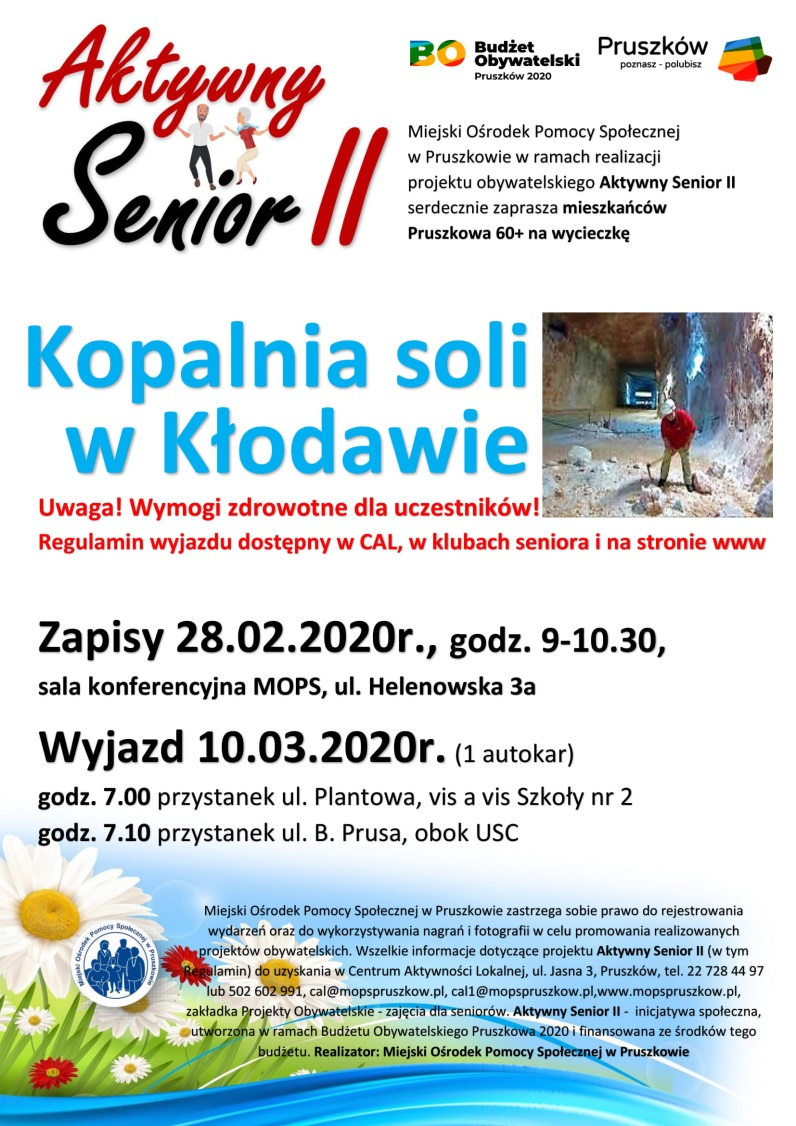 Aktywny
Senior II
BO Budżet
Obywatelski
Pruszków 2020
Pruszków
poznasz - polubisz
Miejski Ośrodek Pomocy Społecznej
w Pruszkowie w ramach realizacji
projektu obywatelskiego Aktywny Senior II
serdecznie zaprasza mieszkańców
Pruszkowa 60+ na wycieczkę
Kopalnia soli
w Kłodawie
Uwaga! Wymogi zdrowotne dla uczestników!
Regulamin wyjazdu dostępny w CAL, w klubach seniora i na stronie www
Zapisy 28.02.2020r., godz. 9-10.30,
sala konferencyjna MOPS, ul. Helenowska 3a
Wyjazd 10.03.2020r. (1 autokar)
godz. 7.00 przystanek ul. Plantowa, vis a vis Szkoły nr 2
godz. 7.10 przystanek ul. B. Prusa, obok USC
Miejski Ośrodek Pomocy Społecznej w Pruszkowie
Miejski Ośrodek Pomocy Społecznej w Pruszkowie zastrzega sobie prawo do rejestrowania
wydarzeń oraz do wykorzystywania nagrań i fotografii w celu promowania realizowanych
projektów obywatelskich. Wszelkie informacje dotyczące projektu Aktywny Senior II (w tym
Regulamin) do uzyskania w Centrum Aktywności Lokalnej, ul. Jasna 3, Pruszków, tel. 22 728 44 97
lub 502 602 991, cal@mopspruszkow.pl, cal1@mopspruszkow.pl,www.mopspruszkow.pl,
zakładka Projekty Obywatelskie - zajęcia dla seniorów. Aktywny Senior II - inicjatywa społeczna,
utworzona w ramach Budżetu Obywatelskiego Pruszkowa 2020 i finansowana ze środków tego
budżetu. Realizator: Miejski Ośrodek Pomocy Społecznej w Pruszkowie